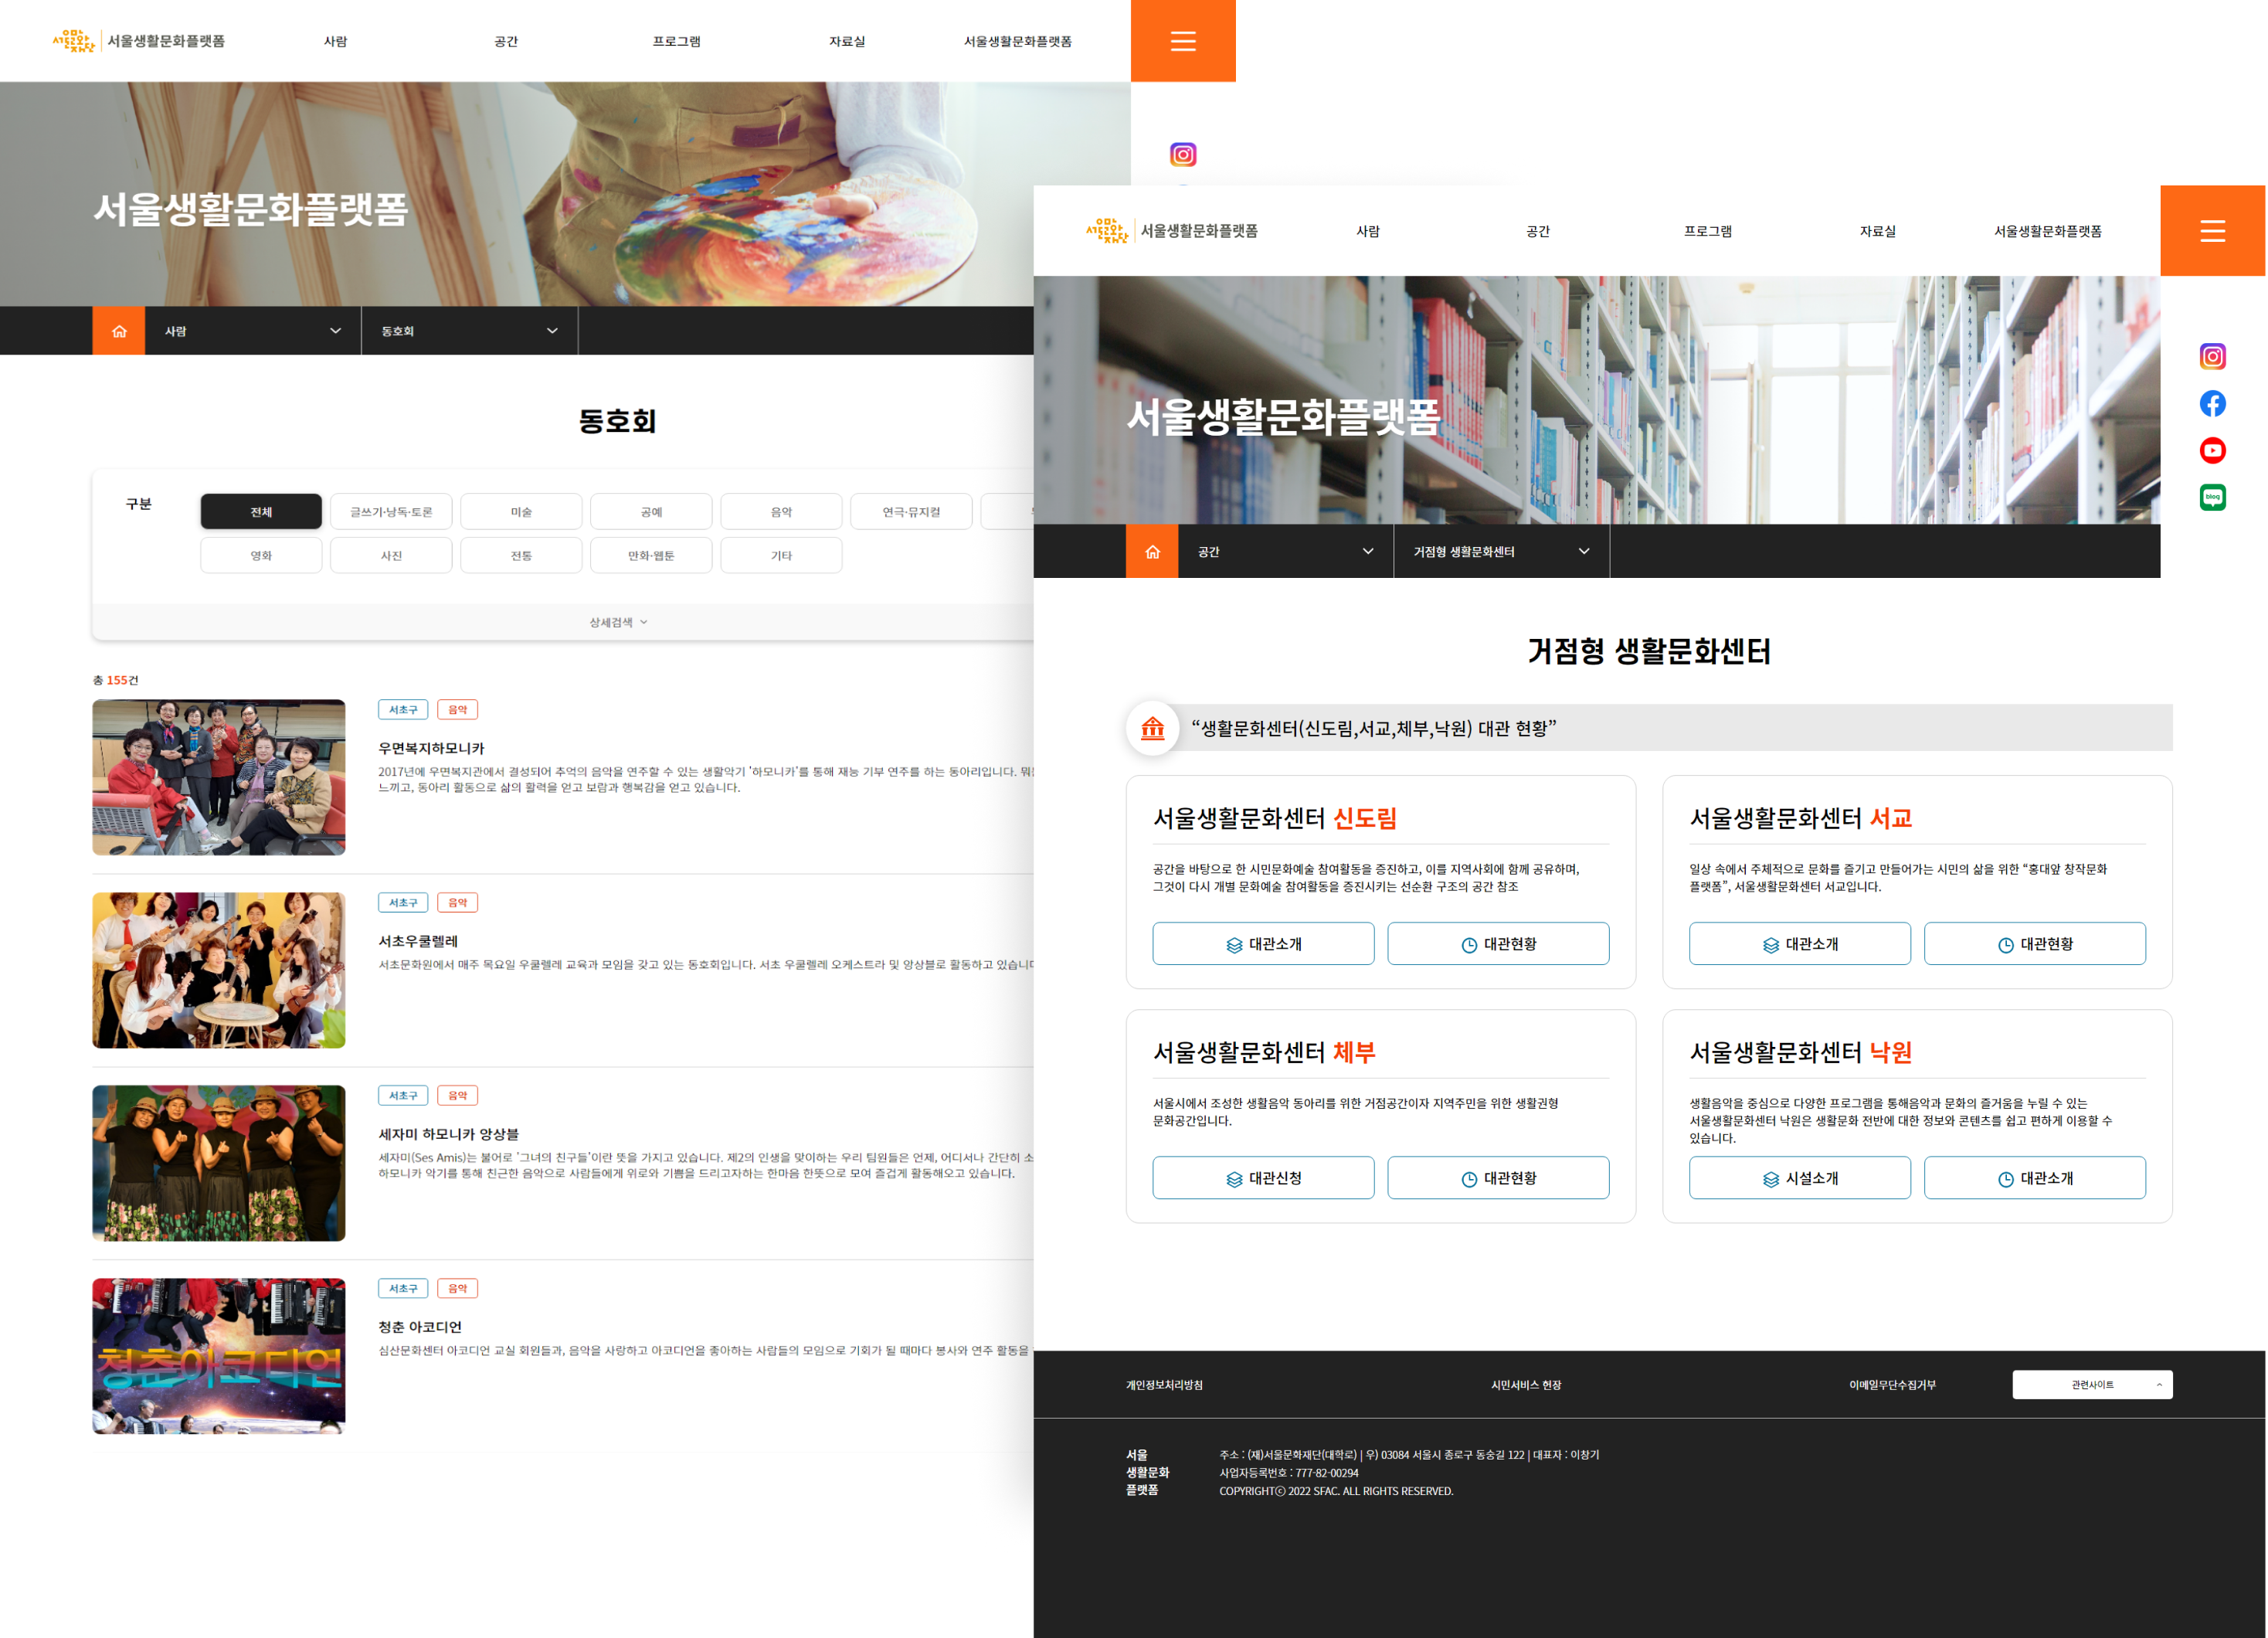 서울문화재단 서울생활문화플랫폼
사람
공간
프로그램
자료실
서울생활문화플랫폼
서울생활문화플랫폼
사람
동호회
동호회
구분
전체
글쓰기·낭독·토론
미술
공예
음악
연극·뮤지컬
영화
사진
전통
만화·웹툰
기타
상세검색
총 155건
서초구 음악
우면복지하모니카
2017년에 우면복지관에서 결성되어 추억의 음악을 연주할 수 있는 생활악기 '하모니카'를 통해 재능 기부 연주를 하는 동아리입니다.
느끼고, 동아리 활동으로 삶의 활력을 얻고 보람과 행복감을 얻고 있습니다.
서초구 음악
서초우쿨렐레
서초문화원에서 매주 목요일 우쿨렐레 교육과 모임을 갖고 있는 동호회입니다. 서초 우쿨렐레 오케스트라 및 앙상블로 활동하고 있습니다
서초구 음악
세자미 하모니카 앙상블
세자미(Ses Amis)는 불어로 '그녀의 친구들'이란 뜻을 가지고 있습니다. 제2의 인생을 맞이하는 우리 팀원들은 언제, 어디서나 간단히 소
하모니카 악기를 통해 친근한 음악으로 사람들에게 위로와 기쁨을 드리고자하는 한마음 한뜻으로 모여 즐겁게 활동해오고 있습니다.
청춘아코디언
서초구 음악
청춘 아코디언
심산문화센터 아코디언 교실 회원들과, 음악을 사랑하고 아코디언을 좋아하는 사람들의 모임으로 기회가 될 때마다 봉사와 연주 활동을
서울문화재단 서울생활문화플랫폼
사람
공간
프로그램
자료실
서울생활문화플랫폼
서울생활문화플랫폼
blog
공간
거점형 생활문화센터
거점형 생활문화센터
“생활문화센터(신도림,서교,체부,낙원) 대관 현황”
서울생활문화센터 신도림
공간을 바탕으로 한 시민문화예술 참여활동을 증진하고, 이를 지역사회에 함께 공유하며,
그것이 다시 개별 문화예술 참여활동을 증진시키는 선순환 구조의 공간 창조
대관소개
대관현황
서울생활문화센터 서교
일상 속에서 주체적으로 문화를 즐기고 만들어가는 시민의 삶을 위한 “홍대앞 창작문화
플랫폼”, 서울생활문화센터 서교입니다.
대관소개
대관현황
서울생활문화센터 체부
서울시에서 조성한 생활음악 동아리를 위한 거점공간이자 지역주민을 위한 생활권형
문화공간입니다.
대관신청
대관현황
서울생활문화센터 낙원
생활음악을 중심으로 다양한 프로그램을 통해음악과 문화의 즐거움을 누릴 수 있는
서울생활문화센터 낙원은 생활문화 전반에 대한 정보와 콘텐츠를 쉽고 편하게 이용할 수
있습니다.
시설소개
대관소개
개인정보처리방침
시민서비스 헌장
이메일무단수집거부
관련사이트
서울
생활문화
플랫폼
주소 : (재)서울문화재단(대학로) | 우) 03084 서울시 종로구 동숭길 122 | 대표자 : 이창기
사업자등록번호 : 777-82-00294
COPYRIGHTⓒ 2022 SFAC. ALL RIGHTS RESERVED.